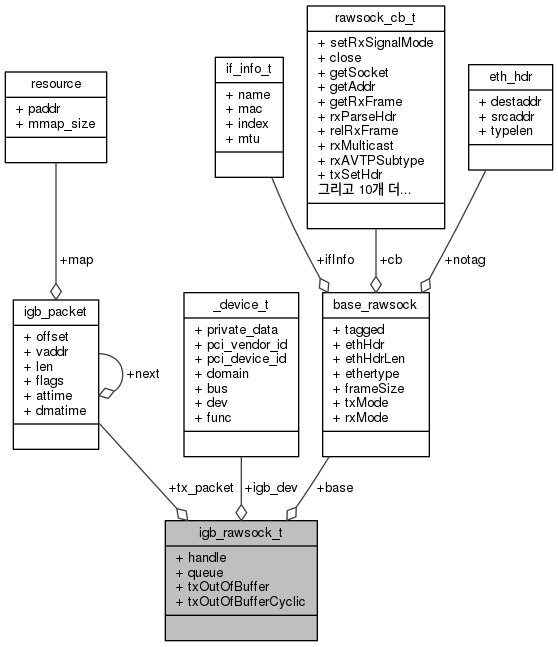 rawsock_cb_t
+ setRxSignalMode
+ close
+ getSocket
+ getAddr
+ getRxFrame
+ rxParseHdr
+ relRxFrame
+ rxMulticast
+ rxAVTPSubtype
+ txSetHdr
그리고 10개 더...
if_info_t
+ name
+ mac
+ index
+ mtu
eth_hdr
+ destaddr
+ srcaddr
+ typelen
resource
+ paddr
+ mmap_size
+map
+ifInfo
+cb
+notag
igb_packet
+ offset
+ vaddr
+ len
+ flags
+ attime
+ dmatime
+next
_device_t
+ private_data
+ pci_vendor_id
+ pci_device_id
+ domain
+ bus
+ dev
+ func
base_rawsock
+ tagged
+ ethHdr
+ ethHdrLen
+ ethertype
+ frameSize
+ txMode
+ rxMode
+tx_packet
+igb_dev
+base
igb_rawsock_t
+ handle
+ queue
+ txOutOfBuffer
+ txOutOfBufferCyclic